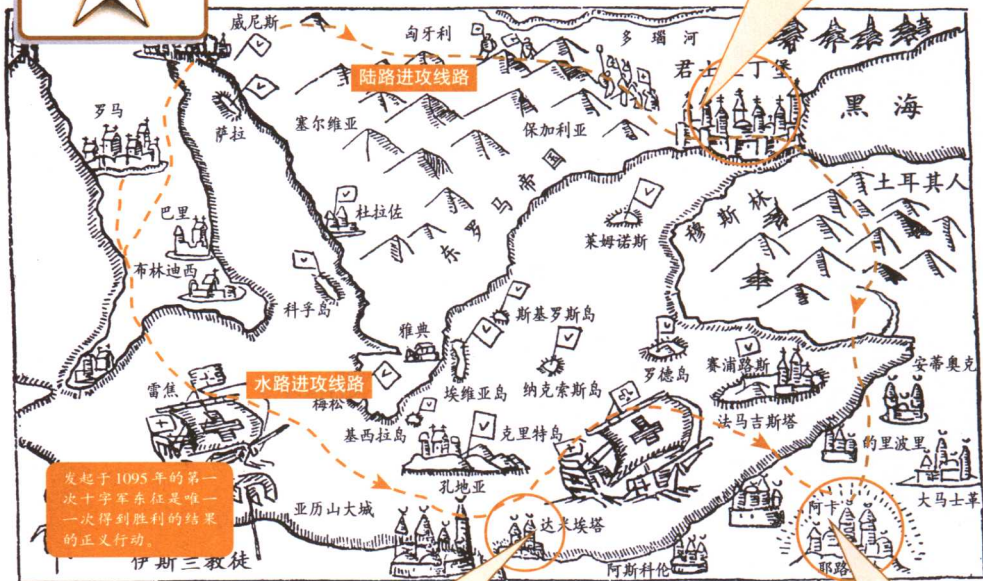 威尼斯
匈牙利
多瑙河
陆路进攻线路
黑海
罗马
萨拉
塞尔维亚
保加利亚
东罗马帝国
土耳其人
穆斯林
巴里
杜拉佐
莱姆诺斯
布林迪西
科孚岛
雅典
斯基罗斯岛
雷焦
水路进攻线路
梅松
埃维亚岛
纳克索斯岛
罗德岛
赛浦路斯
安蒂奥克
法马吉斯塔
基西拉岛
克里特岛
的里波里
孔地亚
大马士革
发起于1095年的第一
次十字军东征是唯一
一次得到胜利的结果
的正义行动。
亚历山大城
达米埃塔
阿卡
伊斯兰教徒
阿斯科伦
耶路